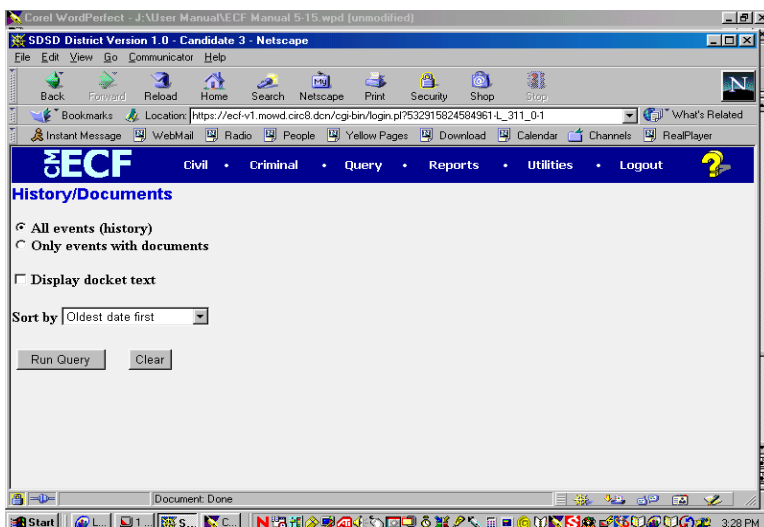 Corel WordPerfect - J:\User Manual\ECF Manual 5-15.wpd (unmodified)
SDSD District Version 1.0 - Candidate 3 - Netscape
File Edit View Go Communicator Help
Back Forward Reload Home Search Netscape Print Security Shop Stop
My
N
Bookmarks Location: https://ecf-v1.mowd.circ8.dcn/cgi-bin/login.pl?532915824584961-L_311_0-1 What's Related
Instant Message WebMail Radio People Yellow Pages Download Calendar Channels RealPlayer
CM ECF Civil • Criminal • Query • Reports • Utilities • Logout ?
History/Documents
All events (history)
Only events with documents
Display docket text
Sort by Oldest date first
Run Query Clear
Document: Done
Start L... 1... S... C... 3:28 PM